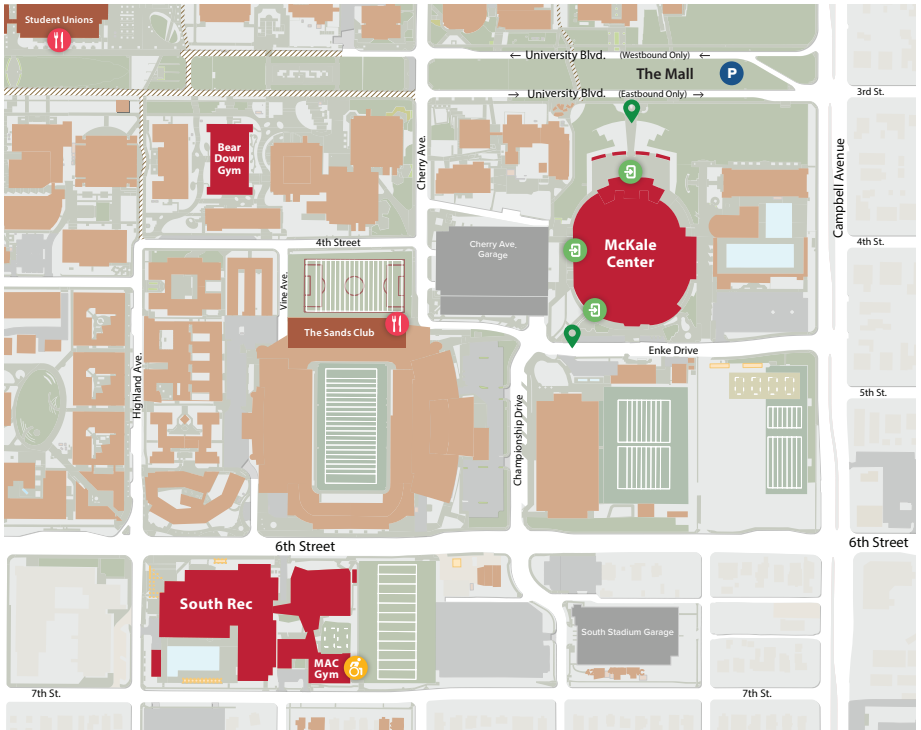 Student Unions
← University Blvd. (Westbound Only) ←
The Mall
P
→ University Blvd. (Eastbound Only) →
3rd St.
Bear
Down
Gym
Cherry Ave.
Campbell Avenue
4th Street
Cherry Ave.
Garage
McKale
Center
4th St.
Vine Ave.
The Sands Club
Enke Drive
Highland Ave.
5th St.
Championship Drive
6th Street
6th Street
South Rec
South Stadium Garage
MAC
Gym
7th St.
7th St.